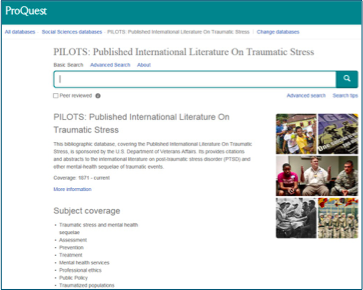 ProQuest
All databases Social Sciences databases PILOTS: Published International Literature On Traumatic Stress Change databases
PILOTS: Published International Literature On Traumatic Stress
Basic Search Advanced Search About
Peer reviewed
Advanced search Search tips
PILOTS: Published International Literature On
Traumatic Stress
This bibliographic database, covering the Published International Literature On Traumatic
Stress, is sponsored by the U.S. Department of Veterans Affairs. Its provides citations
and abstracts to the international literature on post-traumatic stress disorder (PTSD) and
other mental-health sequelae of traumatic events.
Coverage: 1871 - current
More information
Subject coverage
• Traumatic stress and mental health
sequelae
• Assessment
• Prevention
• Treatment
• Mental health services
• Professional ethics
• Public Policy
• Traumatized populations